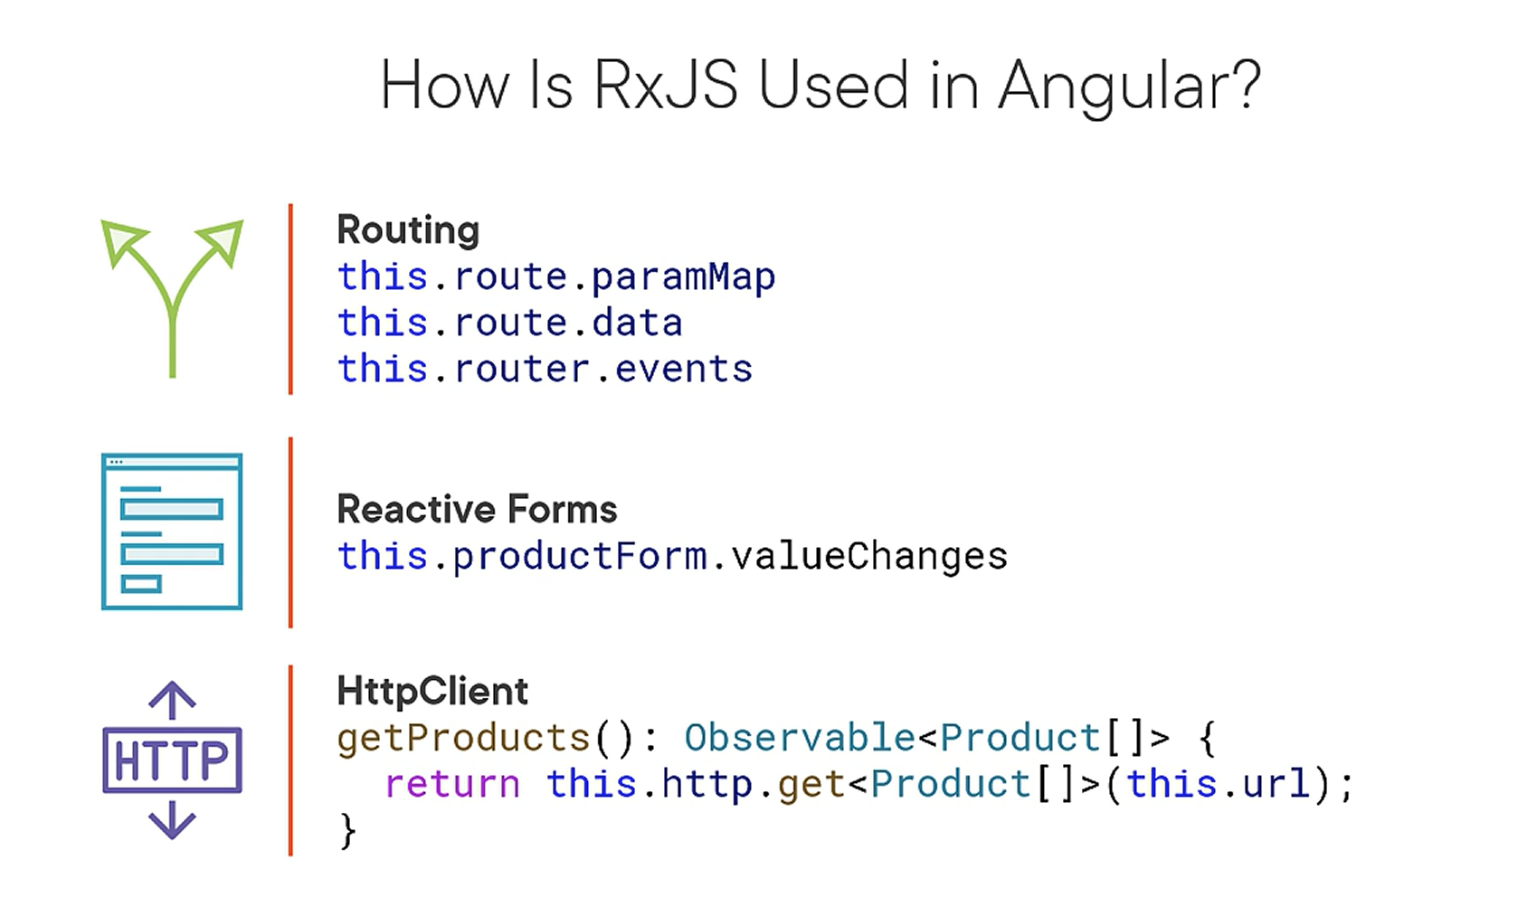 How Is RxJS Used in Angular?
Routing
this.route.paramMap
this.route.data
this.router.events
Reactive Forms
this.productForm.valueChanges
HTTP
HttpClient
getProducts(): Observable<Product[]> {
  return this.http.get<Product[]>(this.url);
}